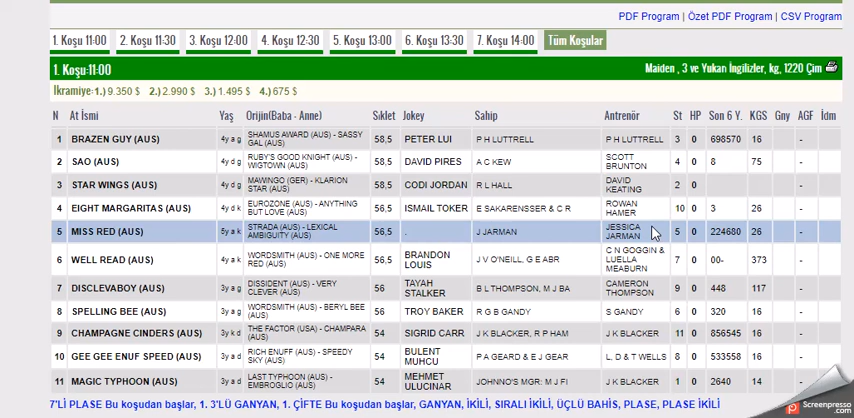 PDF Program | Özet PDF Program | CSV Program
1. Koşu 11:00 2. Koşu 11:30 3. Koşu 12:00 4. Koşu 12:30 5. Koşu 13:00 6. Koşu 13:30 7. Koşu 14:00 Tüm Koşular
1. Koşu:11:00 Maiden , 3 ve Yukarı İngilizler, kg, 1220 Çim
İkramiye:1.) 9.350 $ 2.) 2.990 $ 3.) 1.495 $ 4.) 675 $
N At İsmi Yaş Orijin(Baba - Anne) Sıklet Jokey Sahip Antrenör St HP Son 6 Y. KGS Gny AGF İdm
1 BRAZEN GUY (AUS) 4y a g SHAMUS AWARD (AUS) - SASSY GAL (AUS) 58,5 PETER LUI P H LUTTRELL P H LUTTRELL 3 0 698570 16 -
2 SAO (AUS) 4y d g RUBY'S GOOD KNIGHT (AUS) - WIGTOWN (AUS) 58,5 DAVID PIRES A C KEW SCOTT BRUNTON 4 0 8 75 -
3 STAR WINGS (AUS) 4y d g MAWINGO (GER) - KLARION STAR (AUS) 58,5 CODI JORDAN R L HALL DAVID KEATING 2 0 -
4 EIGHT MARGARITAS (AUS) 4y d k EUROZONE (AUS) - ANYTHING BUT LOVE (AUS) 56,5 ISMAIL TOKER E SAKARENSSER & C R ROWAN HAMER 10 0 3 26 -
5 MISS RED (AUS) 5y a k STRADA (AUS) - LEXICAL AMBIGUITY (AUS) 56,5 . J JARMAN JESSICA JARMAN 5 0 224680 26 -
6 WELL READ (AUS) 4y a k WORDSMITH (AUS) - ONE MORE RED (AUS) 56,5 BRANDON LOUIS J V O'NEILL, G E ABR C N GOGGIN & LUELLA MEABURN 7 0 00- 373 -
7 DISCLEVABOY (AUS) 3y a g DISSIDENT (AUS) - VERY CLEVER (AUS) 56 TAYAH STALKER B L THOMPSON, M J BA CAMERON THOMPSON 9 0 448 117 -
8 SPELLING BEE (AUS) 3y a g WORDSMITH (AUS) - BERYL BEE (AUS) 56 TROY BAKER R G B GANDY S GANDY 6 0 320 16 -
9 CHAMPAGNE CINDERS (AUS) 3y k d THE FACTOR (USA) - CHAMPARA (AUS) 54 SIGRID CARR J K BLACKER, R P HAM J K BLACKER 11 0 856545 16 -
10 GEE GEE ENUF SPEED (AUS) 3y a d RICH ENUFF (AUS) - SPEEDY SKY (AUS) 54 BULENT MUHCU P A GEARD & E J GEAR L, D & T WELLS 8 0 533558 16 -
11 MAGIC TYPHOON (AUS) 3y a d LAST TYPHOON (AUS) - EMBROGLIO (AUS) 54 MEHMET ULUCINAR JOHNNO'S MGR: M J FI J K BLACKER 1 0 2640 14 -
7'Lİ PLASE Bu koşudan başlar, 1. 3'LÜ GANYAN, 1. ÇİFTE Bu koşudan başlar, GANYAN, İKİLİ, SIRALI İKİLİ, ÜÇLÜ BAHİS, PLASE, PLASE İKİLİ
Screenpresso